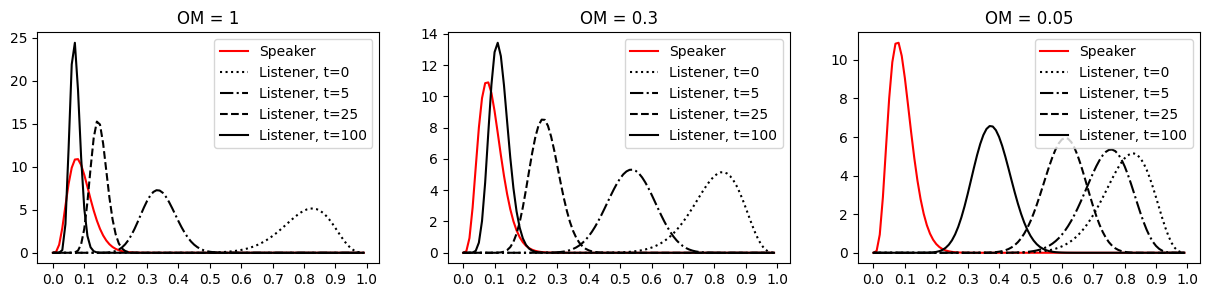 OM = 1
25
20
15
10
5
0
0.0 0.1 0.2 0.3 0.4 0.5 0.6 0.7 0.8 0.9 1.0
Speaker
Listener, t=0
Listener, t=5
Listener, t=25
Listener, t=100
OM = 0.3
14
12
10
8
6
4
2
0
0.0 0.1 0.2 0.3 0.4 0.5 0.6 0.7 0.8 0.9 1.0
Speaker
Listener, t=0
Listener, t=5
Listener, t=25
Listener, t=100
OM = 0.05
10
8
6
4
2
0
0.0 0.1 0.2 0.3 0.4 0.5 0.6 0.7 0.8 0.9 1.0
Speaker
Listener, t=0
Listener, t=5
Listener, t=25
Listener, t=100